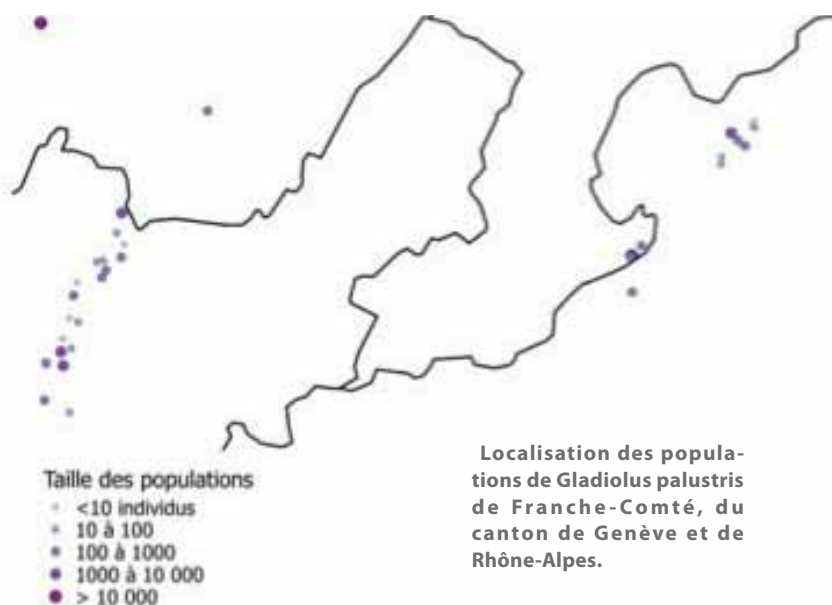 Taille des populations
<10 individus
10 à 100
100 à 1000
1000 à 10 000
> 10 000
Localisation des popula-
tions de Gladiolus palustris
de Franche-Comté, du
canton de Genève et de
Rhône-Alpes.